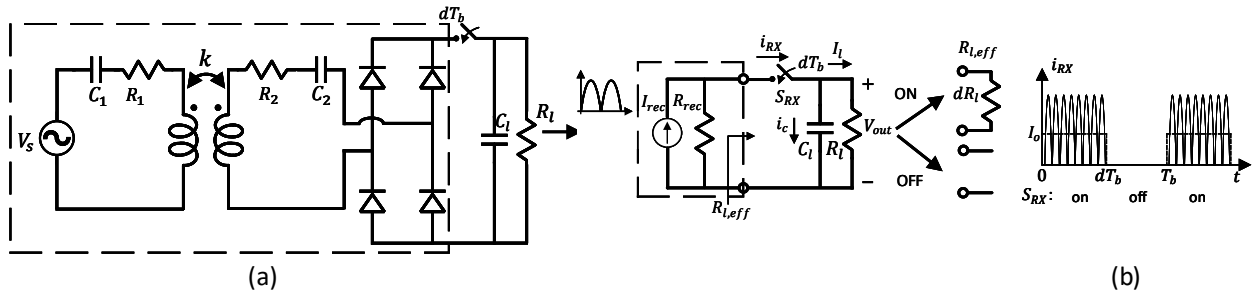 dT_b
k
C_1
R_1
R_2
C_2
V_s
C_l
R_l
I_rec
R_rec
i_RX
dT_b
I_l
S_RX
i_c
C_l
R_l
+
V_out
−
R_l,eff
ON
OFF
R_l,eff
dR_l
i_RX
I_o
0
dT_b
T_b
t
S_RX: on off on
(a)
(b)